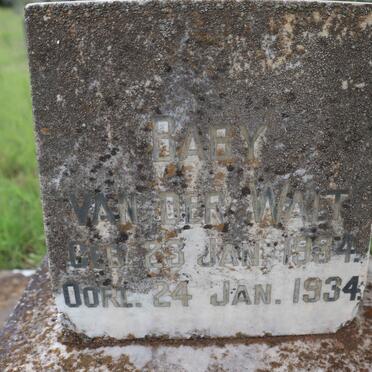 BABY
VAN DER WALT
GEB. 23 JAN. 1934.
OORL. 24 JAN. 1934.